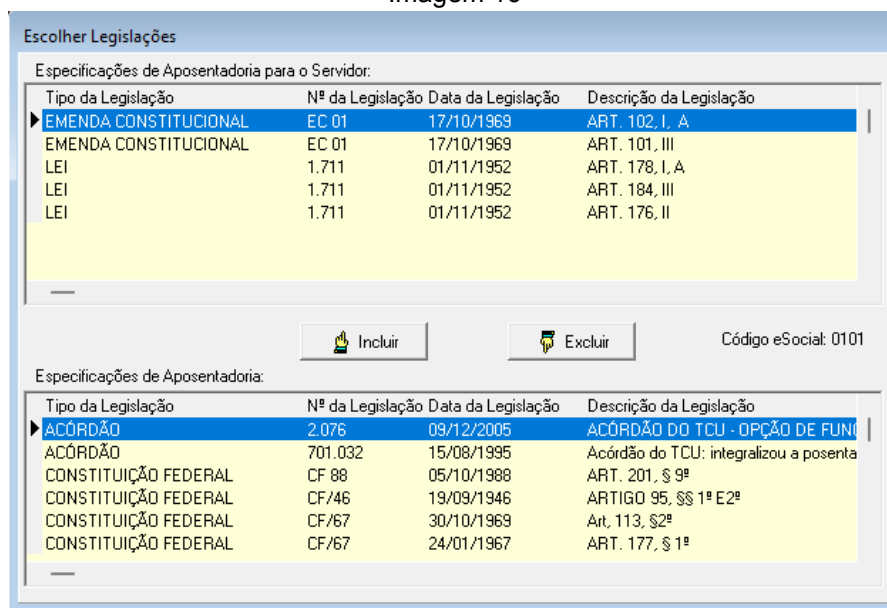 Escolher Legislações
Especificações de Aposentadoria para o Servidor:
Tipo da Legislação Nº da Legislação Data da Legislação Descrição da Legislação
EMENDA CONSTITUCIONAL EC 01 17/10/1969 ART. 102, I, A
EMENDA CONSTITUCIONAL EC 01 17/10/1969 ART. 101, III
LEI 1.711 01/11/1952 ART. 178, I, A
LEI 1.711 01/11/1952 ART. 184, III
LEI 1.711 01/11/1952 ART. 176, II
Incluir Excluir Código eSocial: 0101
Especificações de Aposentadoria:
Tipo da Legislação Nº da Legislação Data da Legislação Descrição da Legislação
ACÓRDÃO 2.076 09/12/2005 ACÓRDÃO DO TCU - OPÇÃO DE FUNÇ
ACÓRDÃO 701.032 15/08/1995 Acórdão do TCU: integralizou a posenta
CONSTITUIÇÃO FEDERAL CF 88 05/10/1988 ART. 201, § 9º
CONSTITUIÇÃO FEDERAL CF/46 19/09/1946 ARTIGO 95, §§ 1º E2º
CONSTITUIÇÃO FEDERAL CF/67 30/10/1969 Art, 113, §2º
CONSTITUIÇÃO FEDERAL CF/67 24/01/1967 ART. 177, § 1º